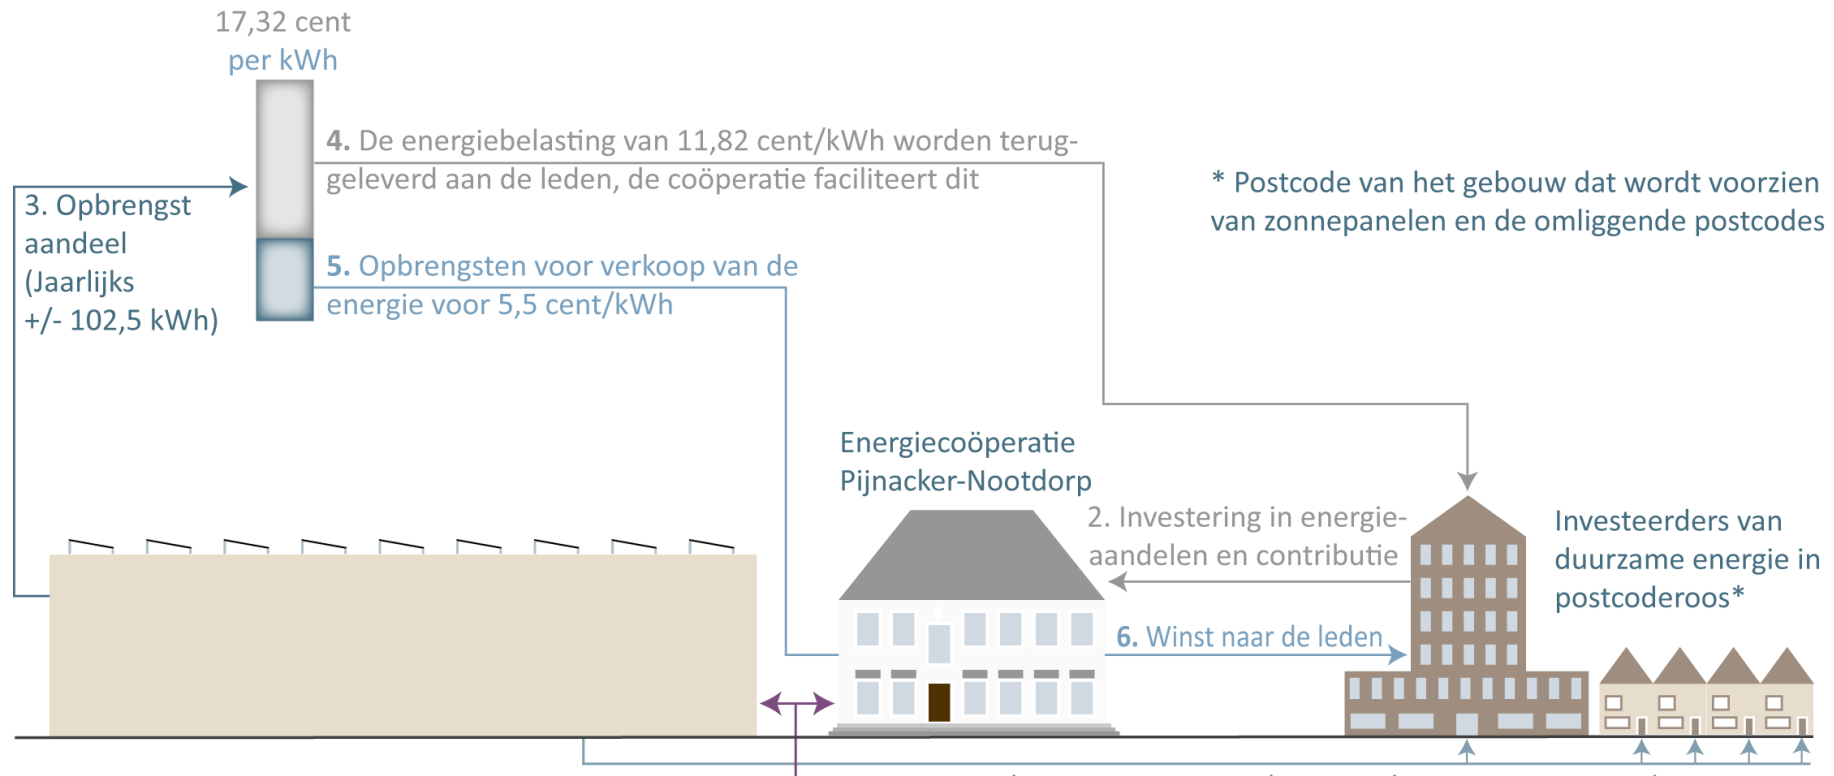 17,32 cent
per kWh
4. De energiebelasting van 11,82 cent/kWh worden terug-
geleverd aan de leden, de coöperatie faciliteert dit
* Postcode van het gebouw dat wordt voorzien
van zonnepanelen en de omliggende postcodes
3. Opbrengst
aandeel
(Jaarlijks
+/- 102,5 kWh)
5. Opbrengsten voor verkoop van de
energie voor 5,5 cent/kWh
Energiecoöperatie
Pijnacker-Nootdorp
2. Investering in energie-
aandelen en contributie
Investeerders van
duurzame energie in
postcoderoos*
6. Winst naar de leden